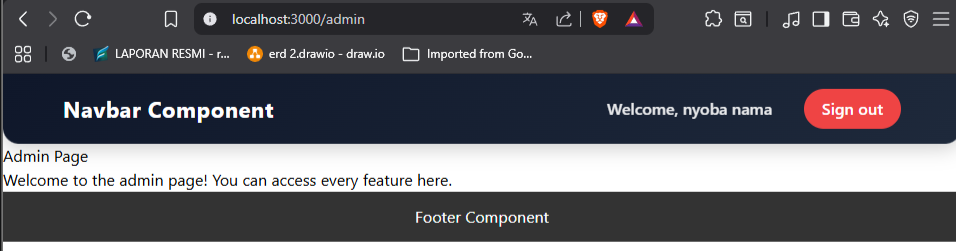 localhost:3000/admin
LAPORAN RESMI - r...
erd 2.drawio - draw.io
Imported from Go...
Navbar Component
Welcome, nyoba nama
Sign out
Admin Page
Welcome to the admin page! You can access every feature here.
Footer Component